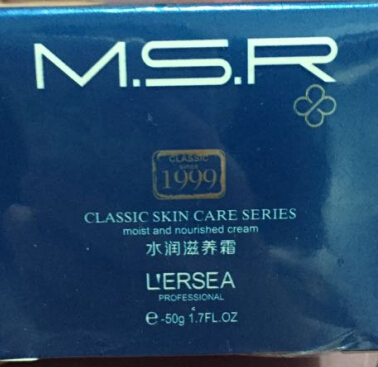 M.S.R
CLASSIC
SINCE
1999
CLASSIC SKIN CARE SERIES
moist and nourished cream
水润滋养霜
L'ERSEA
PROFESSIONAL
e-50g 1.7FL.OZ